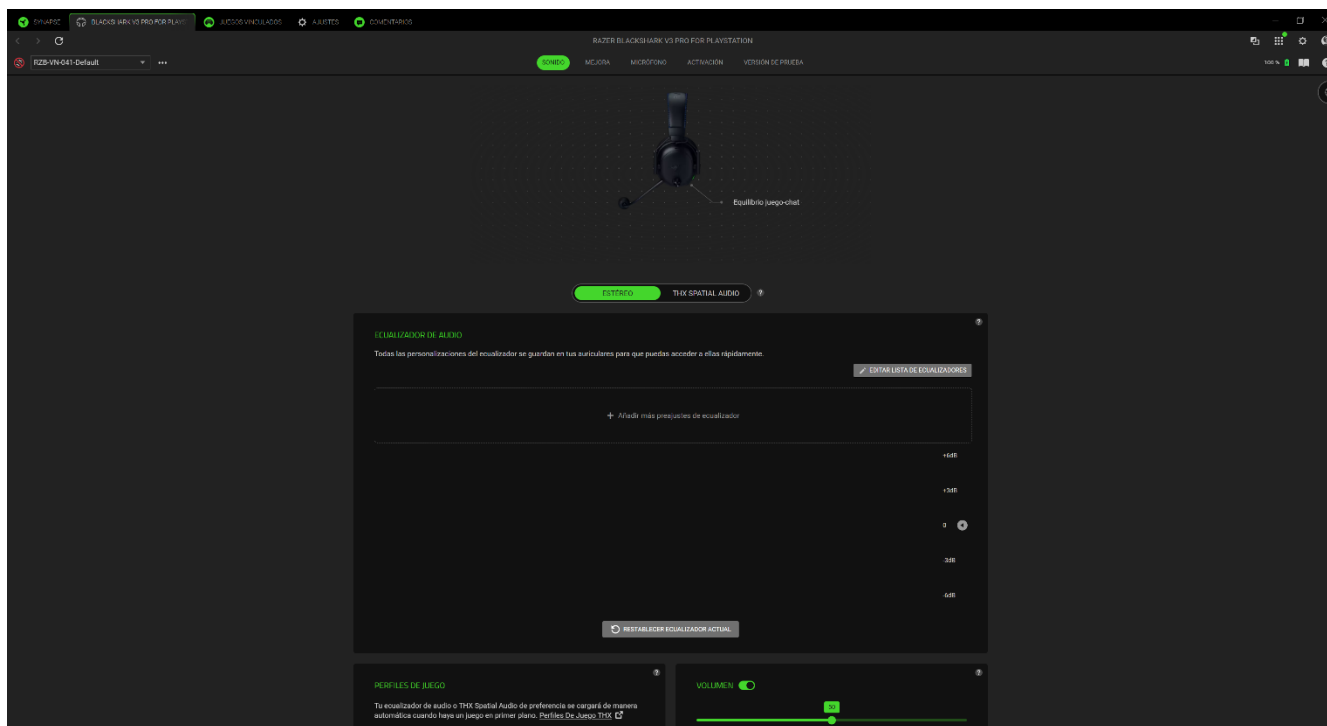 SYNAPSE BLACKSHARK V3 PRO FOR PLAYS JUEGOS VINCULADOS AJUSTES COMENTARIOS
RAZER BLACKSHARK V3 PRO FOR PLAYSTATION
RZB-VN-041-Default SONIDO MEJORA MICRÓFONO ACTIVACIÓN VERSIÓN DE PRUEBA 100 %
Equilibrio juego-chat
ESTÉREO THX SPATIAL AUDIO ?
ECUALIZADOR DE AUDIO ?
Todas las personalizaciones del ecualizador se guardan en tus auriculares para que puedas acceder a ellas rápidamente.
EDITAR LISTA DE ECUALIZADORES
+ Añadir más preajustes de ecualizador
+6dB
+3dB
0
-3dB
-6dB
RESTABLECER ECUALIZADOR ACTUAL
PERFILES DE JUEGO ? VOLUMEN ?
Tu ecualizador de audio o THX Spatial Audio de preferencia se cargará de manera
automática cuando haya un juego en primer plano. Perfiles De Juego THX
50